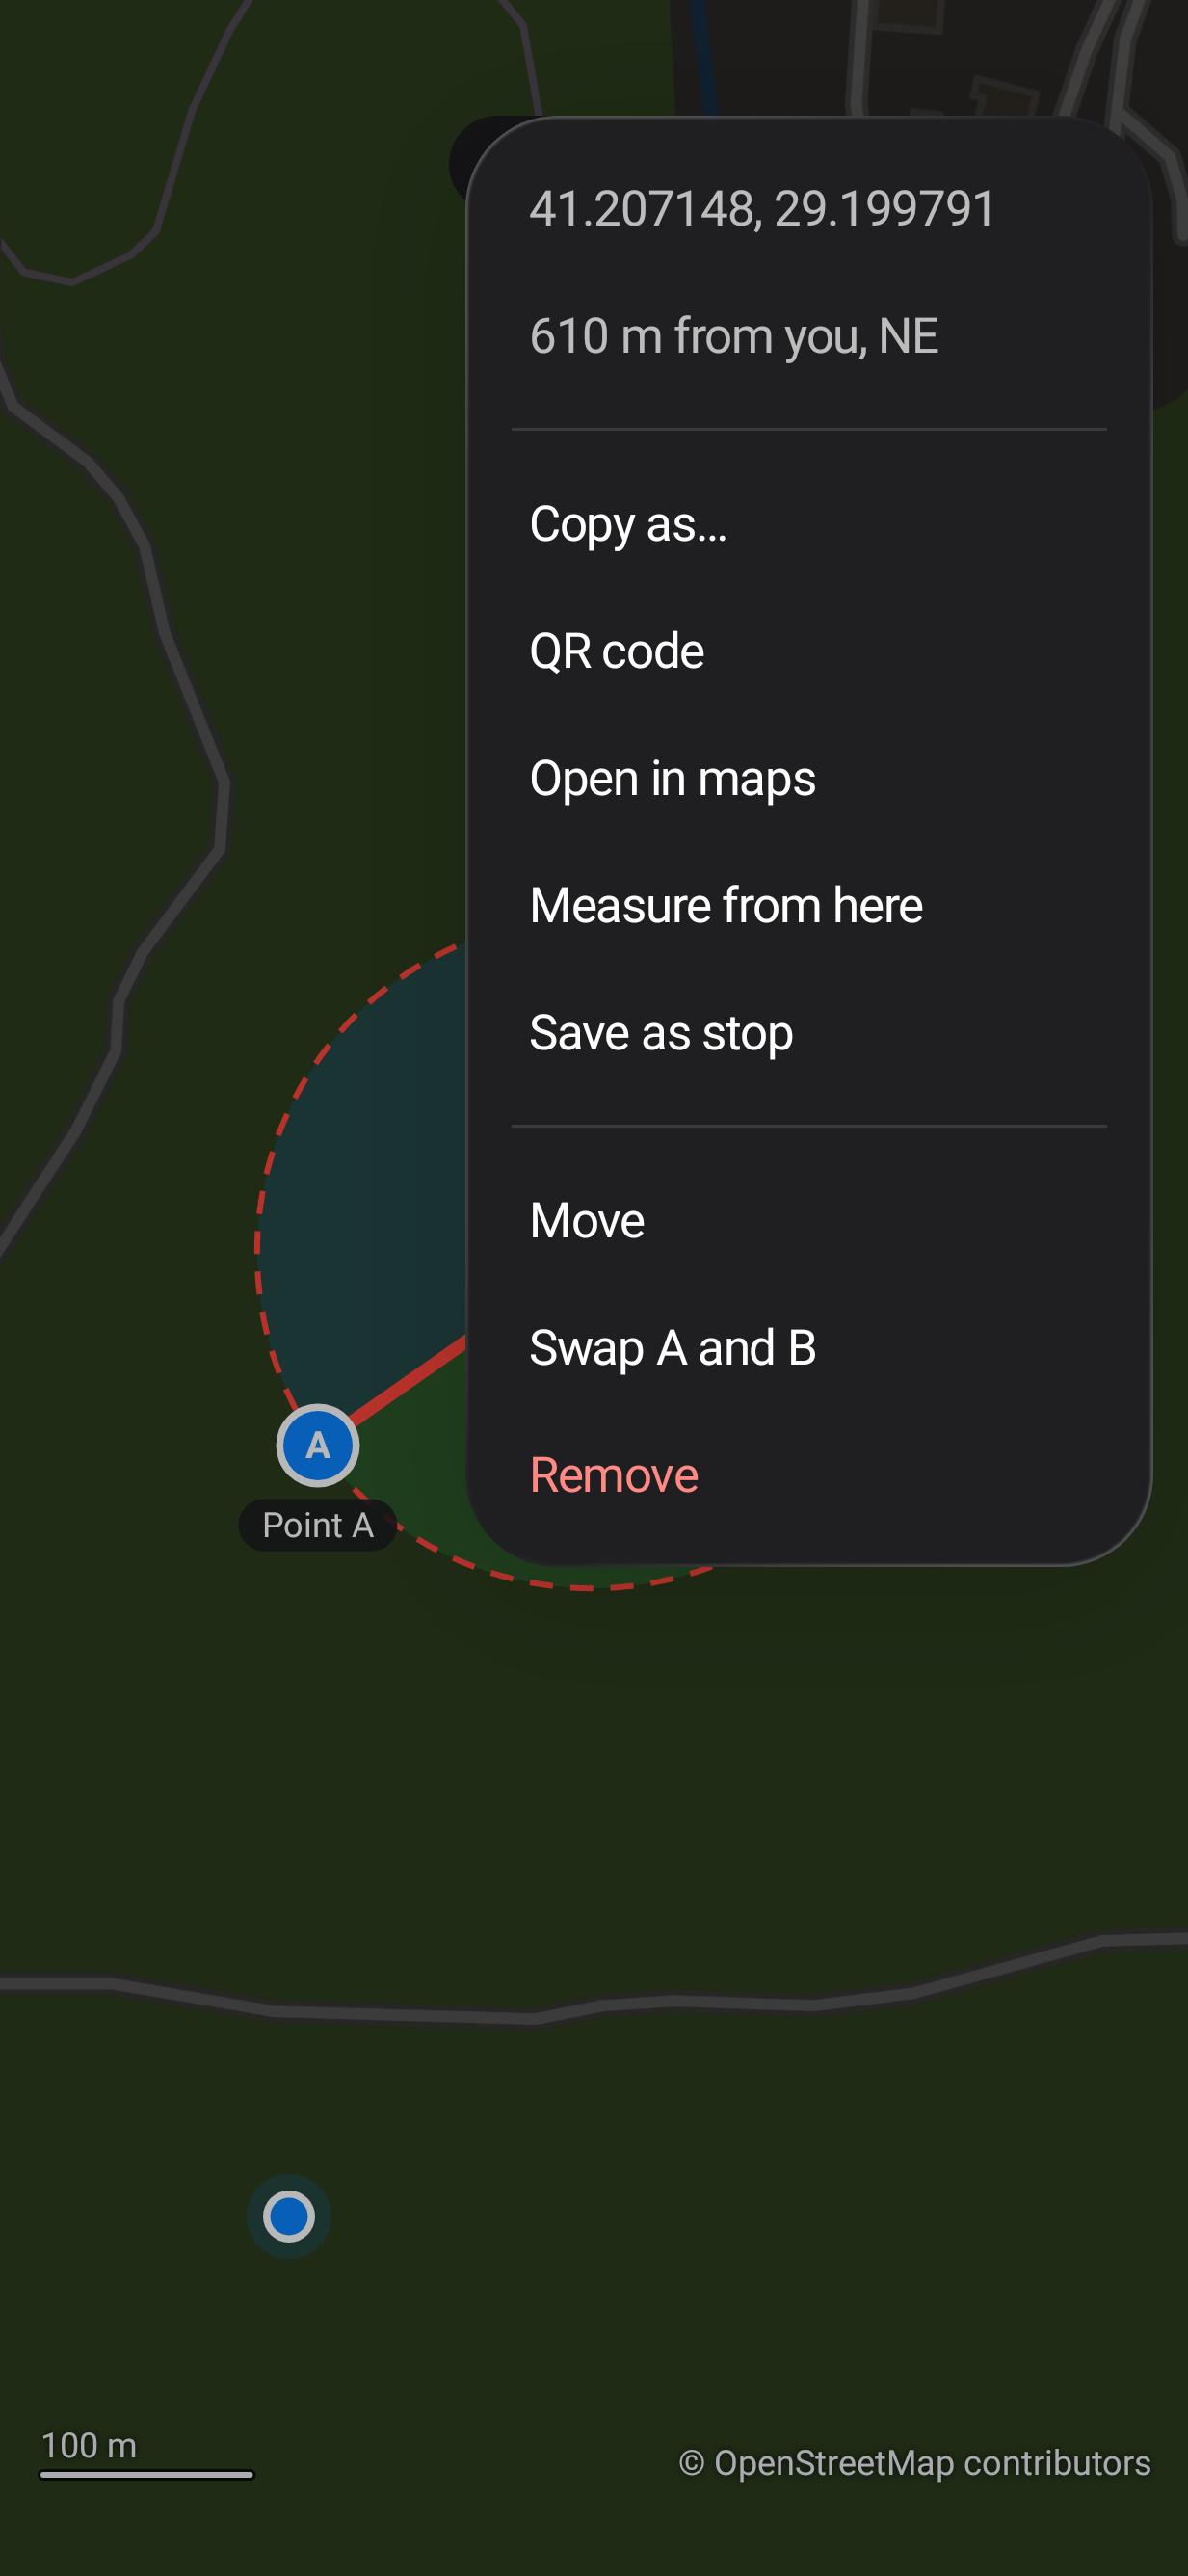 41.207148, 29.199791
610 m from you, NE
Copy as...
QR code
Open in maps
Measure from here
Save as stop
Move
Swap A and B
Remove
A
Point A
100 m
© OpenStreetMap contributors